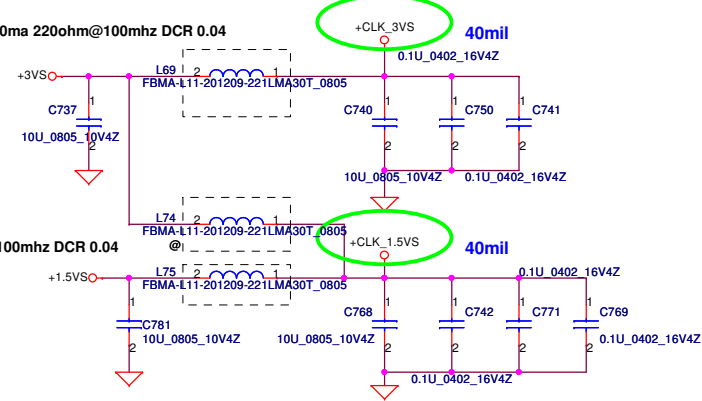 0ma 220ohm@100mhz DCR 0.04
+CLK_3VS
40mil
0.1U_0402_16V4Z
+3VS
L69
2
1
FBMA-L11-201209-221LMA30T_0805
C737
1
2
10U_0805_10V4Z
C740
1
2
10U_0805_10V4Z
C750
1
2
0.1U_0402_16V4Z
C741
1
2
L74
2
1
FBMA-L11-201209-221LMA30T_0805
@
100mhz DCR 0.04
+CLK_1.5VS
40mil
+1.5VS
L75
2
1
FBMA-L11-201209-221LMA30T_0805
0.1U_0402_16V4Z
C781
1
2
10U_0805_10V4Z
C768
1
2
10U_0805_10V4Z
C742
1
2
0.1U_0402_16V4Z
C771
1
2
C769
1
2
0.1U_0402_16V4Z